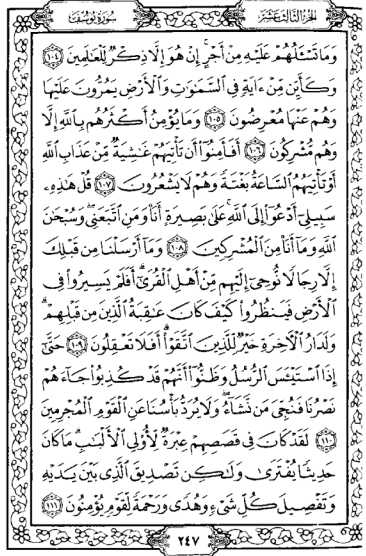 الجزء الثالث عشر سورة يوسف
وَمَا تَسْـَٔلُهُمْ عَلَيْهِ مِنْ أَجْرٍ ۚ إِنْ هُوَ إِلَّا ذِكْرٌ لِّلْعَـٰلَمِينَ ١٠٤
وَكَأَيِّن مِّنْ ءَايَةٍ فِى ٱلسَّمَـٰوَٰتِ وَٱلْأَرْضِ يَمُرُّونَ عَلَيْهَا
وَهُمْ عَنْهَا مُعْرِضُونَ ١٠٥ وَمَا يُؤْمِنُ أَكْثَرُهُم بِٱللَّهِ إِلَّا
وَهُم مُّشْرِكُونَ ١٠٦ أَفَأَمِنُوٓا۟ أَن تَأْتِيَهُمْ غَـٰشِيَةٌ مِّنْ عَذَابِ ٱللَّهِ
أَوْ تَأْتِيَهُمُ ٱلسَّاعَةُ بَغْتَةً وَهُمْ لَا يَشْعُرُونَ ١٠٧ قُلْ هَـٰذِهِۦ
سَبِيلِىٓ أَدْعُوٓا۟ إِلَى ٱللَّهِ ۚ عَلَىٰ بَصِيرَةٍ أَنَا۠ وَمَنِ ٱتَّبَعَنِى ۖ وَسُبْحَـٰنَ
ٱللَّهِ وَمَآ أَنَا۠ مِنَ ٱلْمُشْرِكِينَ ١٠٨ وَمَآ أَرْسَلْنَا مِن قَبْلِكَ
إِلَّا رِجَالًا نُّوحِىٓ إِلَيْهِم مِّنْ أَهْلِ ٱلْقُرَىٰٓ ۗ أَفَلَمْ يَسِيرُوا۟ فِى
ٱلْأَرْضِ فَيَنظُرُوا۟ كَيْفَ كَانَ عَـٰقِبَةُ ٱلَّذِينَ مِن قَبْلِهِمْ ۗ
وَلَدَارُ ٱلْـَٔاخِرَةِ خَيْرٌ لِّلَّذِينَ ٱتَّقَوْا۟ ۗ أَفَلَا تَعْقِلُونَ ١٠٩ حَتَّىٰٓ
إِذَا ٱسْتَيْـَٔسَ ٱلرُّسُلُ وَظَنُّوٓا۟ أَنَّهُمْ قَدْ كُذِبُوا۟ جَآءَهُمْ
نَصْرُنَا فَنُجِّىَ مَن نَّشَآءُ ۖ وَلَا يُرَدُّ بَأْسُنَا عَنِ ٱلْقَوْمِ ٱلْمُجْرِمِينَ
١١٠ لَقَدْ كَانَ فِى قَصَصِهِمْ عِبْرَةٌ لِّأُو۟لِى ٱلْأَلْبَـٰبِ ۗ مَا كَانَ
حَدِيثًا يُفْتَرَىٰ وَلَـٰكِن تَصْدِيقَ ٱلَّذِى بَيْنَ يَدَيْهِ
وَتَفْصِيلَ كُلِّ شَىْءٍ وَهُدًى وَرَحْمَةً لِّقَوْمٍ يُؤْمِنُونَ ١١١
٢٤٧